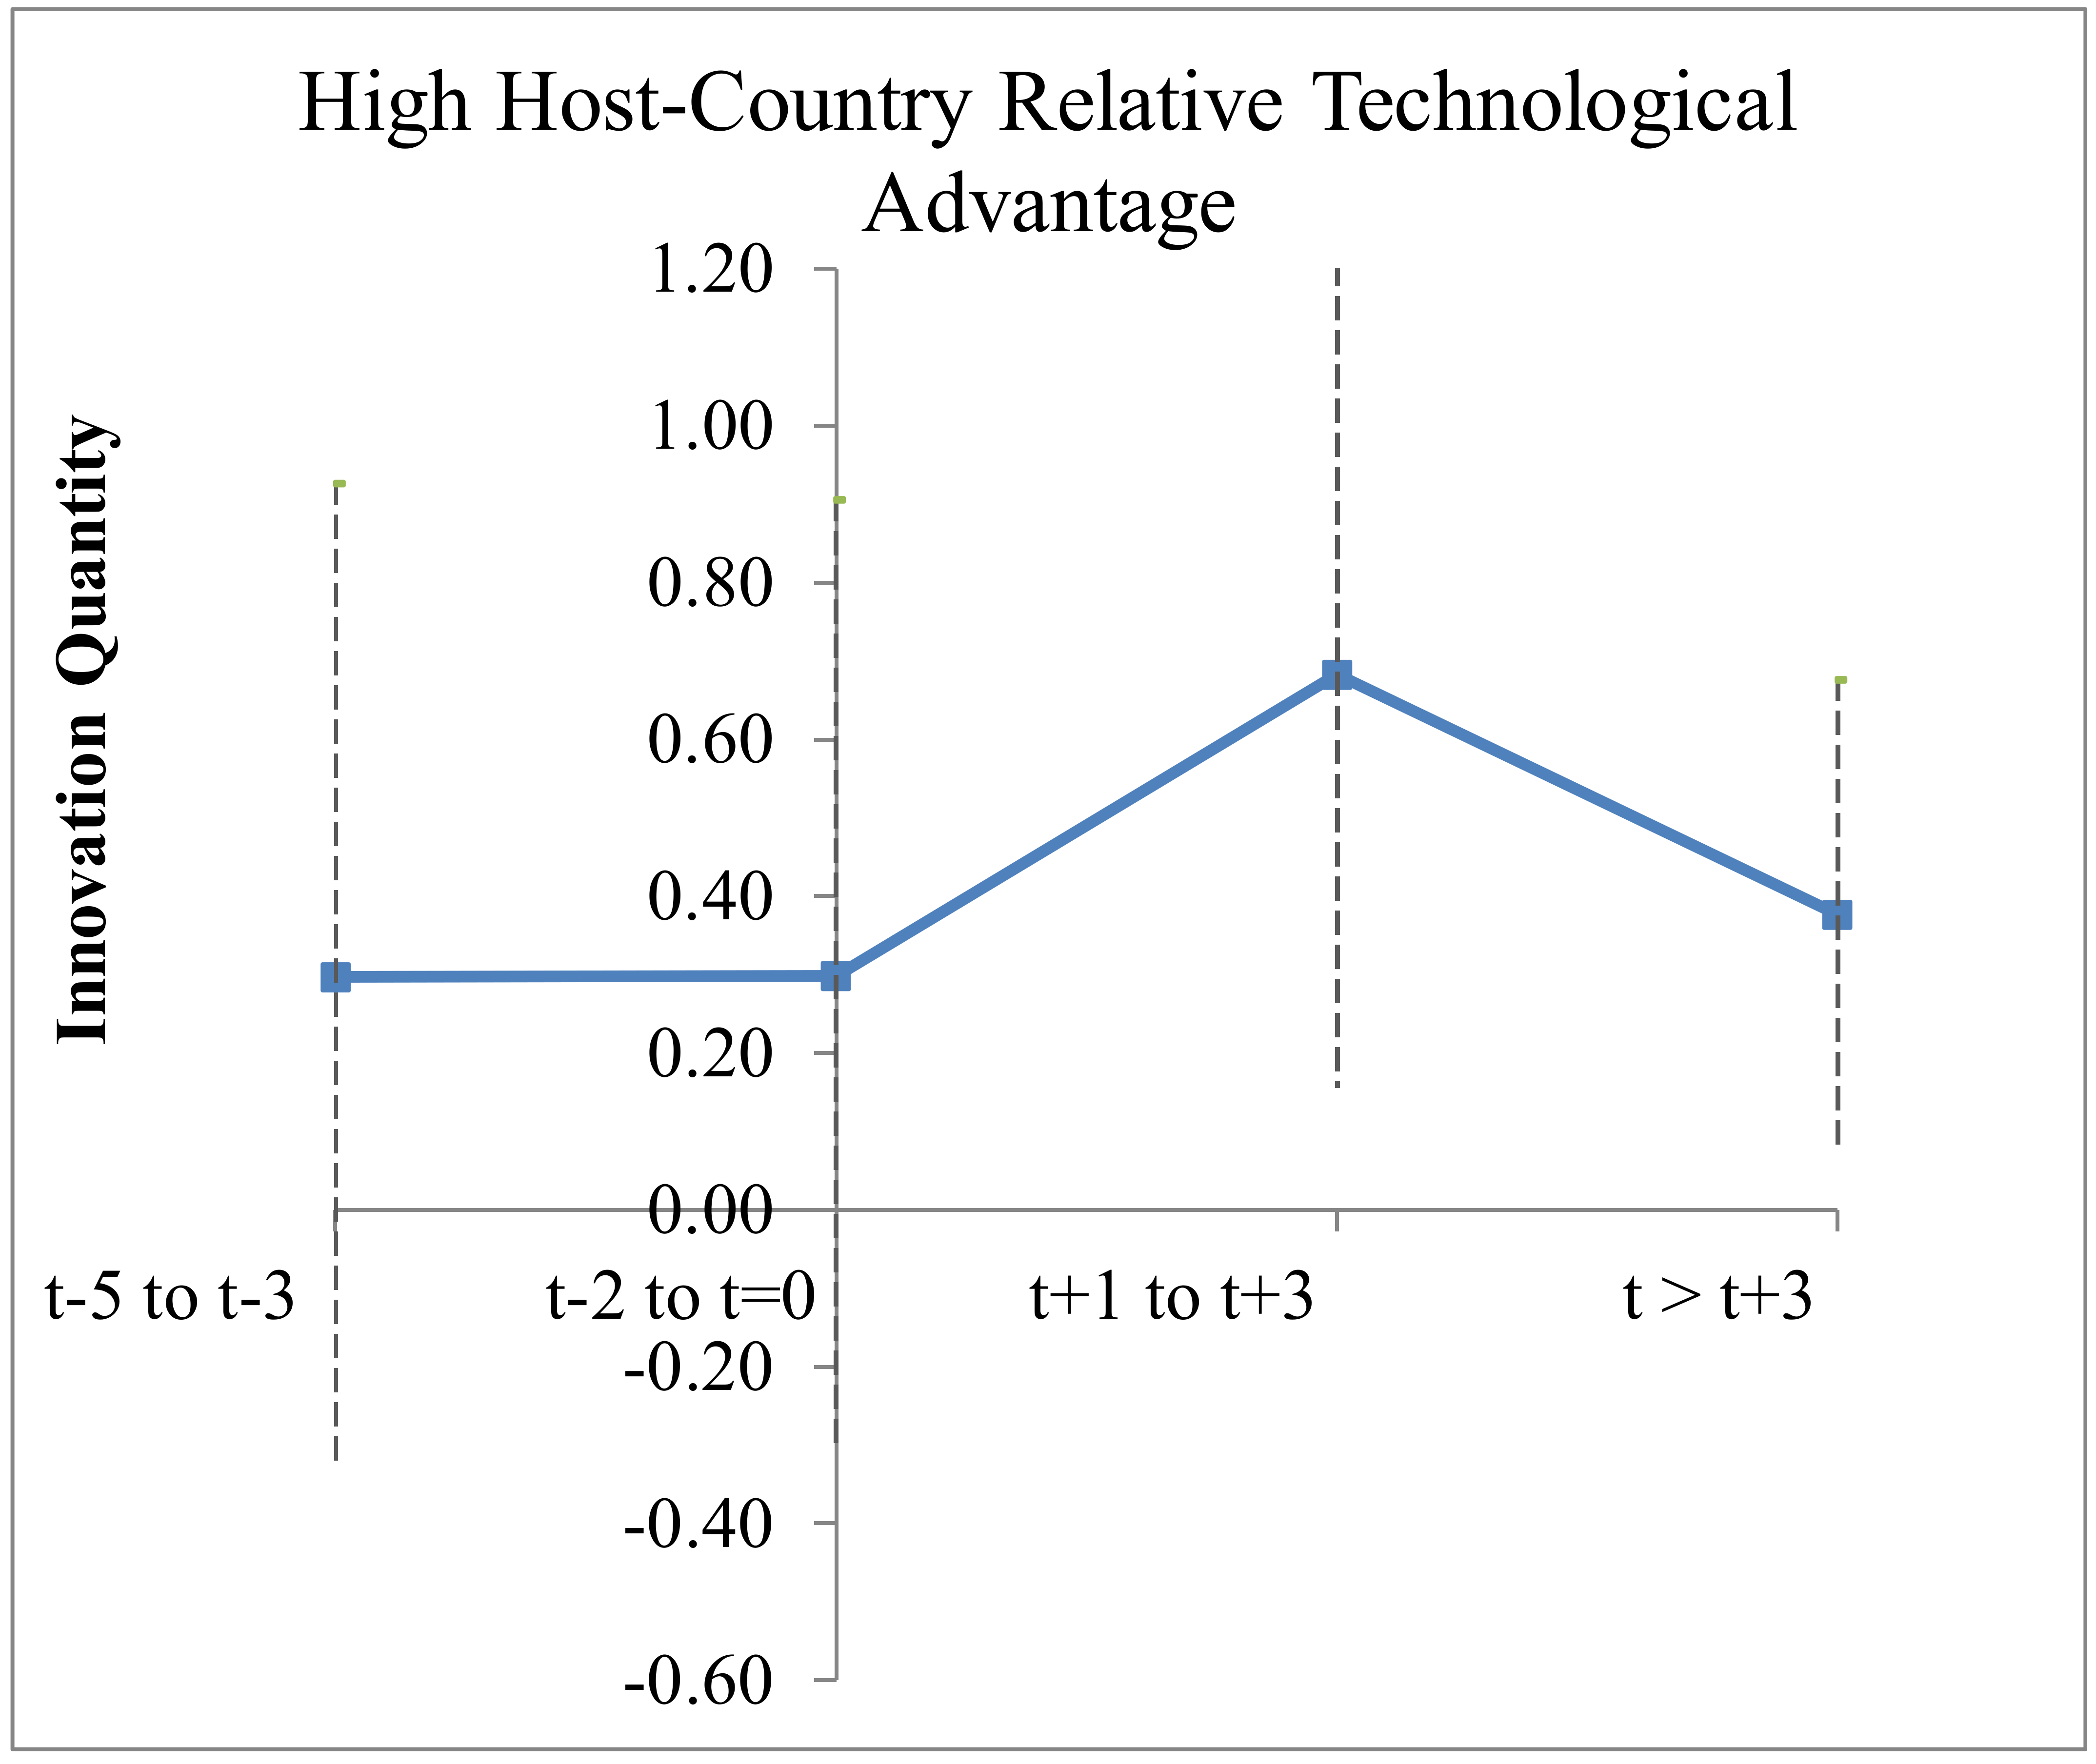 High Host-Country Relative Technological
Advantage
Innovation Quantity
1.20
1.00
0.80
0.60
0.40
0.20
0.00
-0.20
-0.40
-0.60
t-5 to t-3
t-2 to t=0
t+1 to t+3
t > t+3